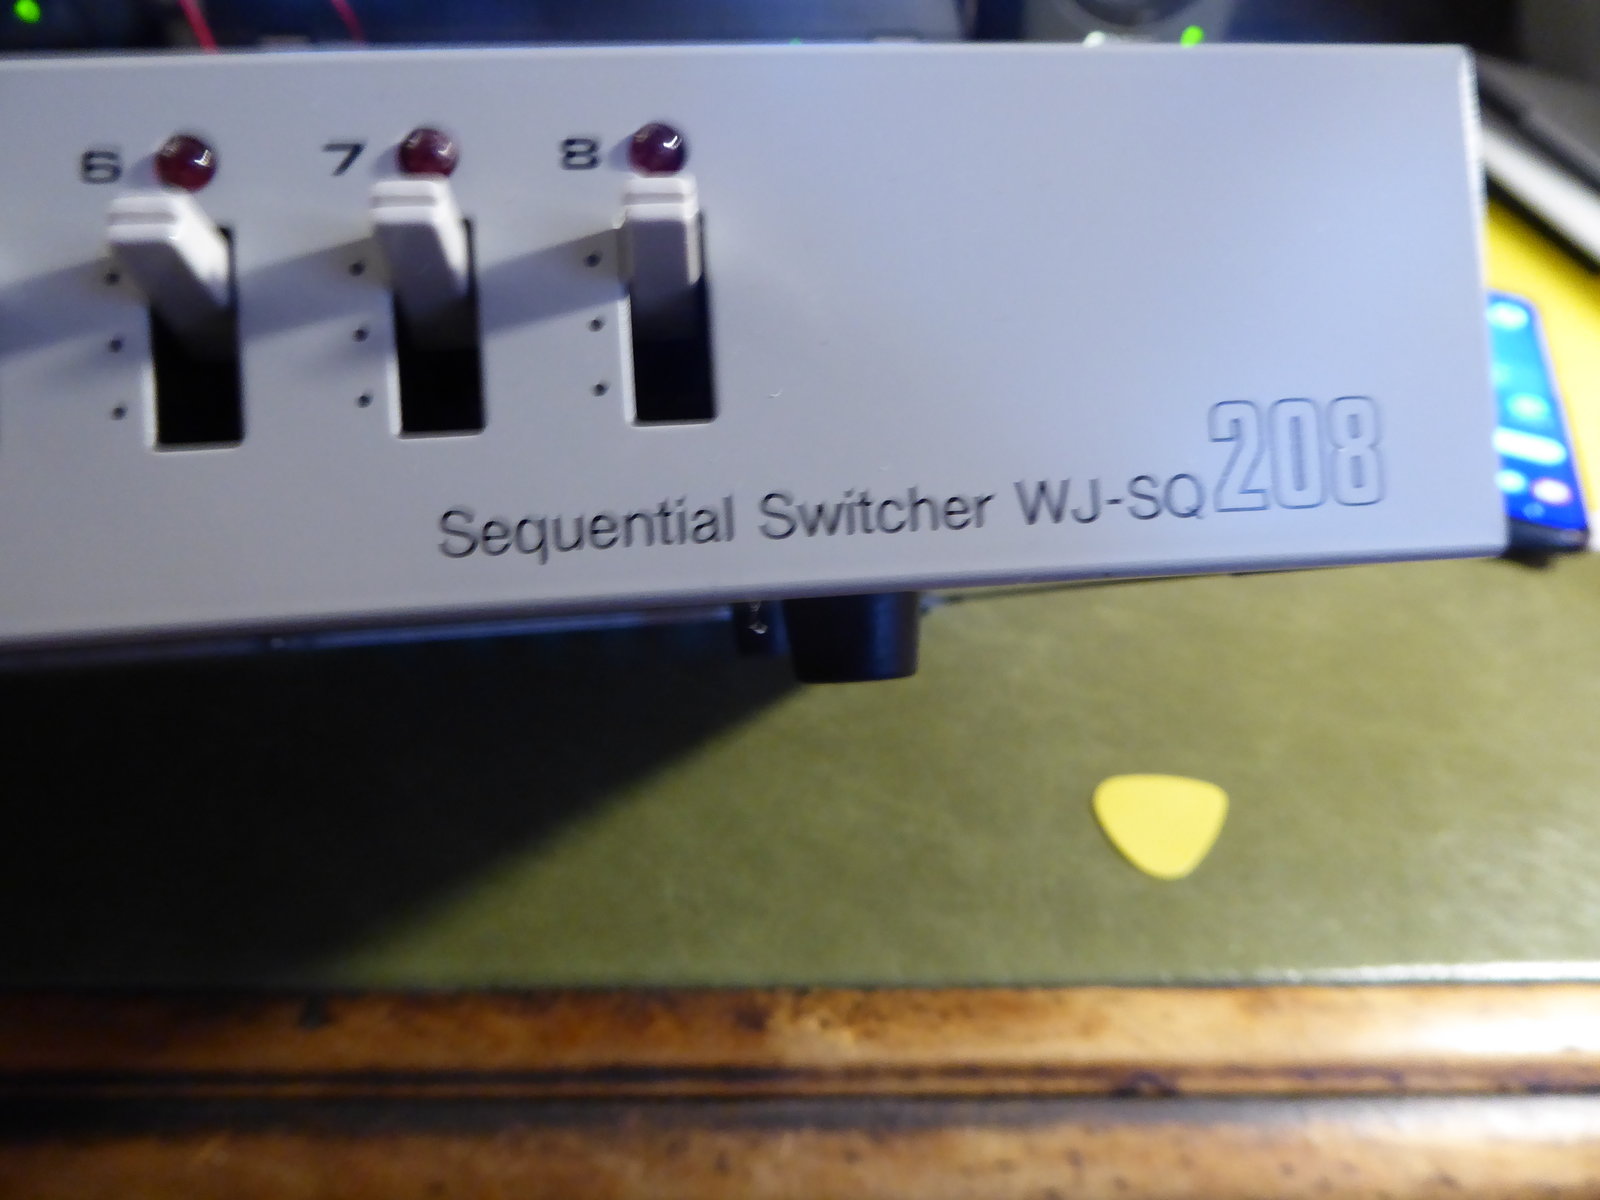 6 7 8
Sequential Switcher WJ-SQ208